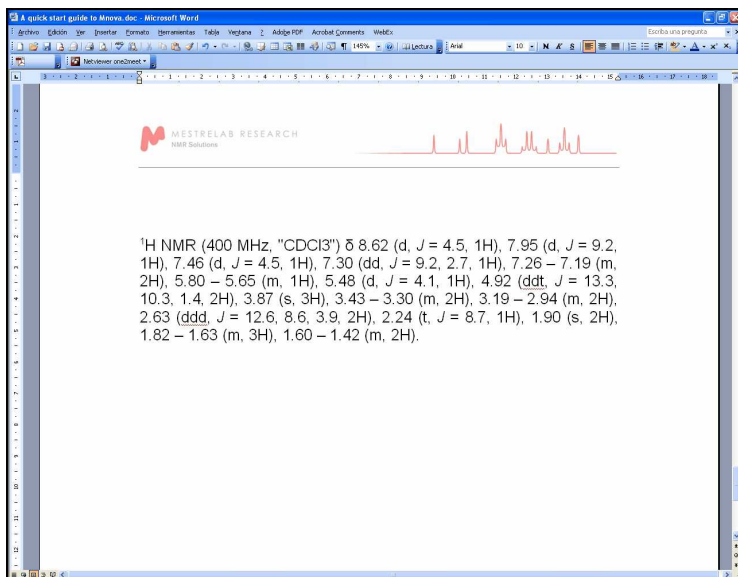 A quick start guide to Mnova.doc - Microsoft Word
Archivo Edición Ver Insertar Formato Herramientas Tabla Ventana ? Adobe PDF Acrobat Comments WebEx Escriba una pregunta
145% Lectura Arial 10 N K S
Netviewer one2meet
MESTRELAB RESEARCH
NMR Solutions
¹H NMR (400 MHz, "CDCl3") δ 8.62 (d, J = 4.5, 1H), 7.95 (d, J = 9.2,
1H), 7.46 (d, J = 4.5, 1H), 7.30 (dd, J = 9.2, 2.7, 1H), 7.26 – 7.19 (m,
2H), 5.80 – 5.65 (m, 1H), 5.48 (d, J = 4.1, 1H), 4.92 (ddt, J = 13.3,
10.3, 1.4, 2H), 3.87 (s, 3H), 3.43 – 3.30 (m, 2H), 3.19 – 2.94 (m, 2H),
2.63 (ddd, J = 12.6, 8.6, 3.9, 2H), 2.24 (t, J = 8.7, 1H), 1.90 (s, 2H),
1.82 – 1.63 (m, 3H), 1.60 – 1.42 (m, 2H).